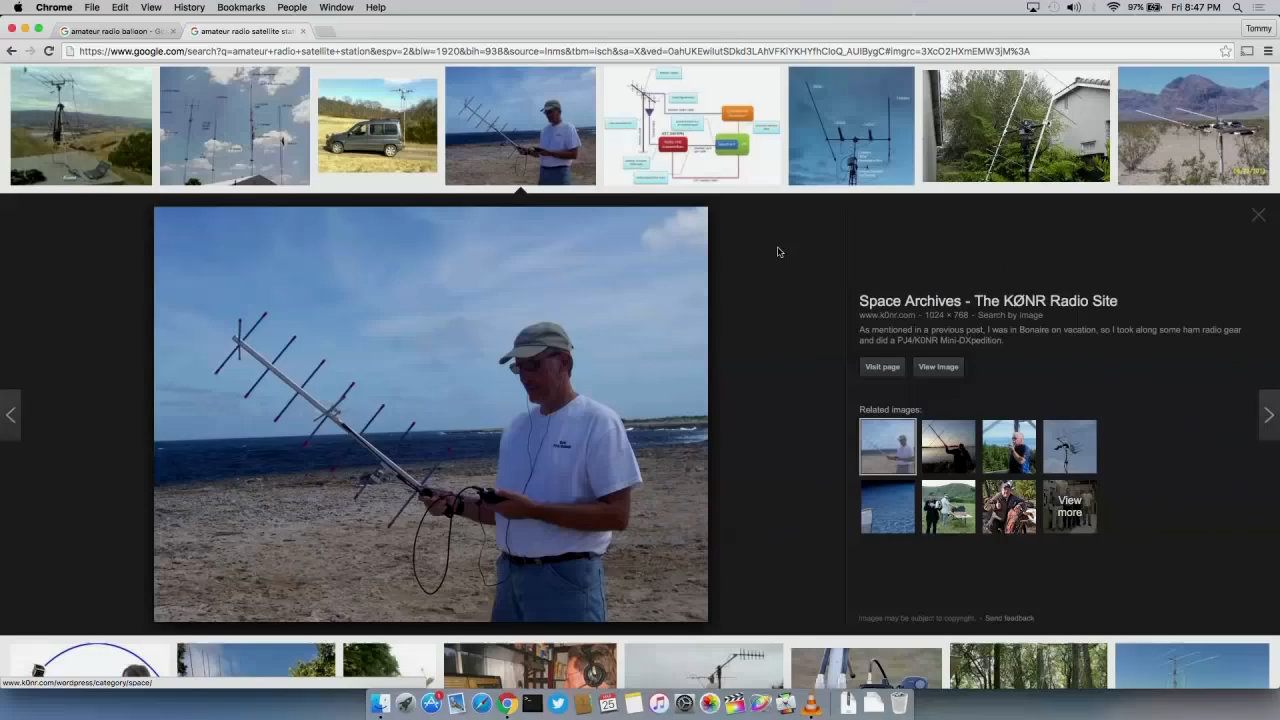 Chrome File Edit View History Bookmarks People Window Help 97% Fri 8:47 PM
amateur radio balloon - Go amateur radio satellite stat Tommy
https://www.google.com/search?q=amateur+radio+satellite+station&espv=2&biw=1920&bih=938&source=lnms&tbm=isch&sa=X&ved=0ahUKEwiIutSDkd3LAhVFKiYKHYfhCIoQ_AUIBygC#imgrc=3XcO2HXmEMW3jM%3A
Space Archives - The KØNR Radio Site
www.k0nr.com - 1024 × 768 - Search by image
As mentioned in a previous post, I was in Bonaire on vacation, so I took along some ham radio gear
and did a PJ4/K0NR Mini-DXpedition.
Visit page View image
Related images:
View
more
Images may be subject to copyright. - Send feedback
www.k0nr.com/wordpress/category/space/
25